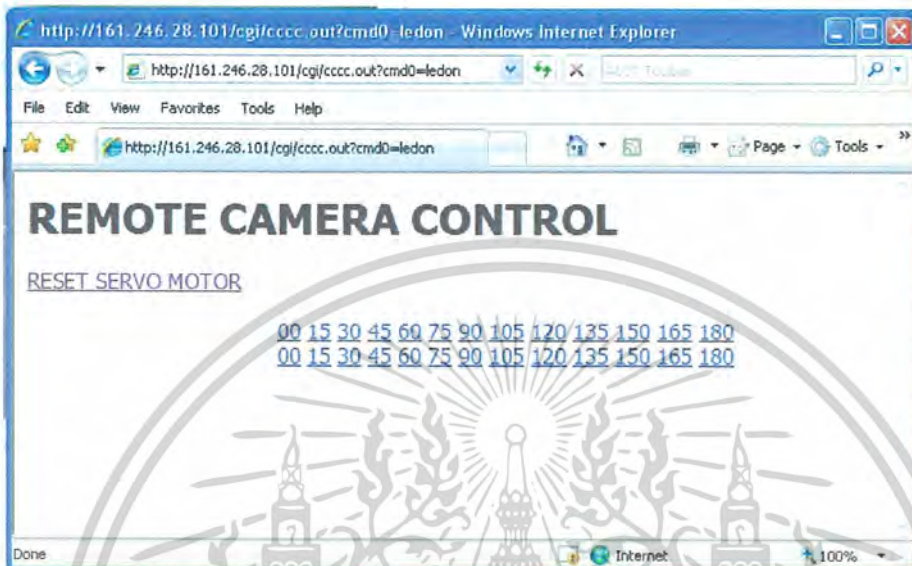 http://161.246.28.101/cgi/cccc.out?cmd0=ledon - Windows Internet Explorer
http://161.246.28.101/cgi/cccc.out?cmd0=ledon
File Edit View Favorites Tools Help
http://161.246.28.101/cgi/cccc.out?cmd0=ledon Page Tools »
REMOTE CAMERA CONTROL
RESET SERVO MOTOR
00 15 30 45 60 75 90 105 120 135 150 165 180
00 15 30 45 60 75 90 105 120 135 150 165 180
Done Internet 100%